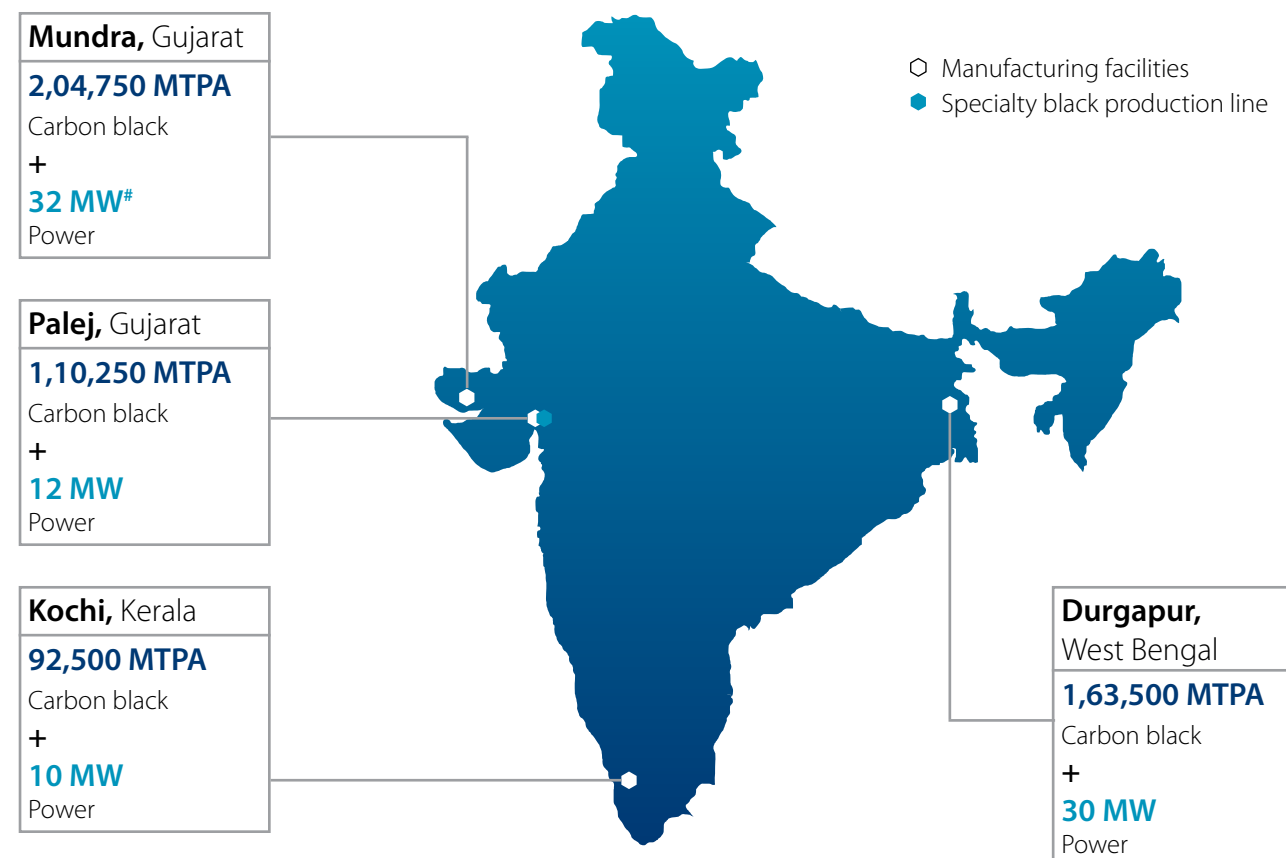 Mundra, Gujarat
2,04,750 MTPA
Carbon black
+
32 MW#
Power
Manufacturing facilities
Specialty black production line
Palej, Gujarat
1,10,250 MTPA
Carbon black
+
12 MW
Power
Kochi, Kerala
92,500 MTPA
Carbon black
+
10 MW
Power
Durgapur,
West Bengal
1,63,500 MTPA
Carbon black
+
30 MW
Power